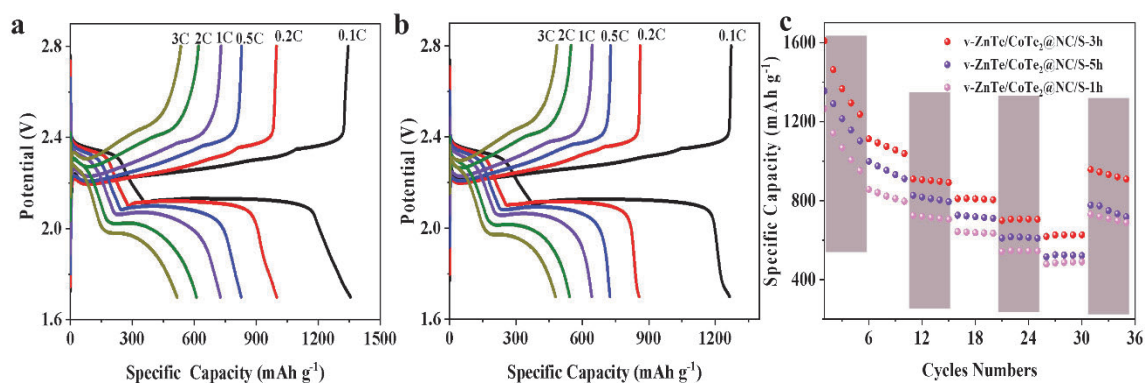 a
3C 2C 1C 0.5C 0.2C 0.1C
2.8
2.4
2.0
1.6
Potential (V)
0 300 600 900 1200 1500
Specific Capacity (mAh g⁻¹)
b
3C 2C 1C 0.5C 0.2C 0.1C
2.8
2.4
2.0
1.6
Potential (V)
0 300 600 900 1200
Specific Capacity (mAh g⁻¹)
c
v-ZnTe/CoTe₂@NC/S-3h
v-ZnTe/CoTe₂@NC/S-5h
v-ZnTe/CoTe₂@NC/S-1h
1600
1200
800
400
Specific Capacity (mAh g⁻¹)
0 6 12 18 24 30 36
Cycles Numbers